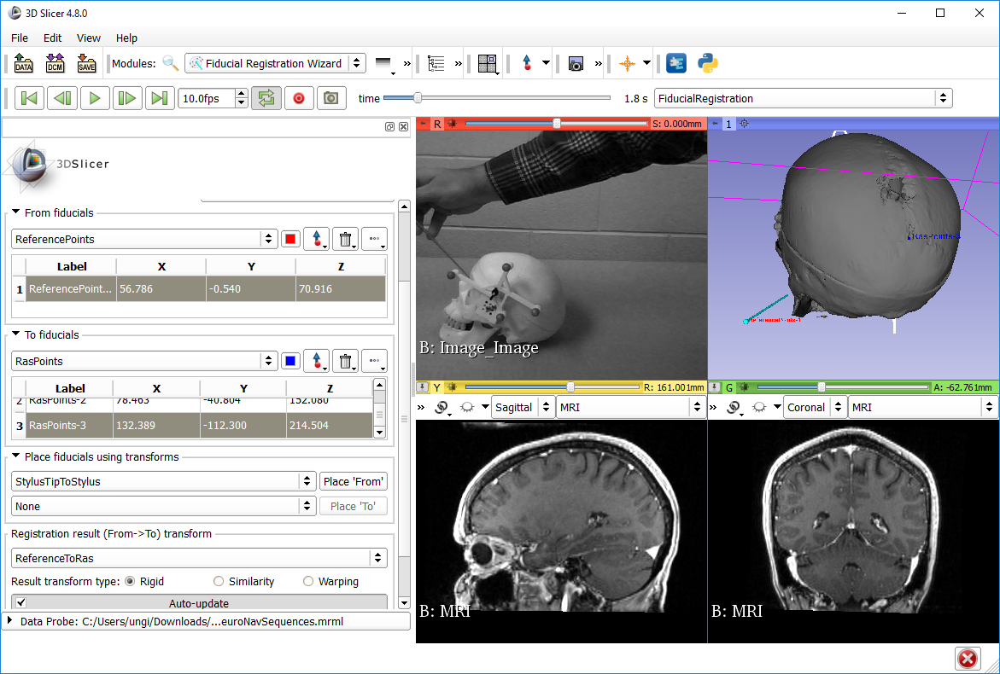 3D Slicer 4.8.0
File Edit View Help
DATA DCM SAVE Modules: Fiducial Registration Wizard » » » 
10.0fps time 1.8 s FiducialRegistration
R S: 0.000mm 1
3DSlicer
From fiducials
ReferencePoints ...
Label X Y Z
1 ReferencePoint... 56.786 -0.540 70.916
To fiducials
RasPoints ...
Label X Y Z
2 RasPoints-2 78.463 -40.804 152.080
3 RasPoints-3 132.389 -112.300 214.504
Place fiducials using transforms
StylusTipToStylus Place 'From'
None Place 'To'
Registration result (From->To) transform
ReferenceToRas
Result transform type: Rigid Similarity Warping
Auto-update
Data Probe: C:/Users/ungi/Downloads/...euroNavSequences.mrml
B: Image_Image
Y R: 161.001mm G A: -62.761mm
» Sagittal MRI » Coronal MRI
B: MRI B: MRI